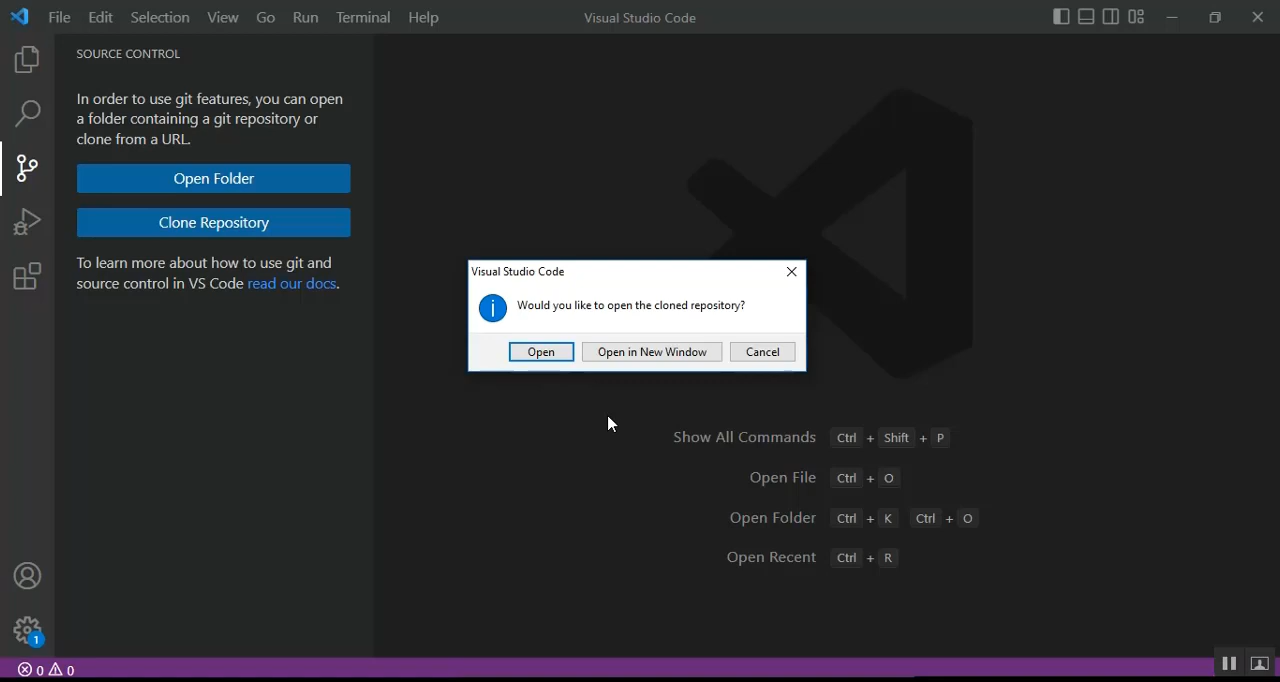 File Edit Selection View Go Run Terminal Help Visual Studio Code
SOURCE CONTROL
In order to use git features, you can open
a folder containing a git repository or
clone from a URL.
Open Folder
Clone Repository
To learn more about how to use git and
source control in VS Code read our docs.
Visual Studio Code
Would you like to open the cloned repository?
Open Open in New Window Cancel
Show All Commands Ctrl + Shift + P
Open File Ctrl + O
Open Folder Ctrl + K Ctrl + O
Open Recent Ctrl + R
1
0 0